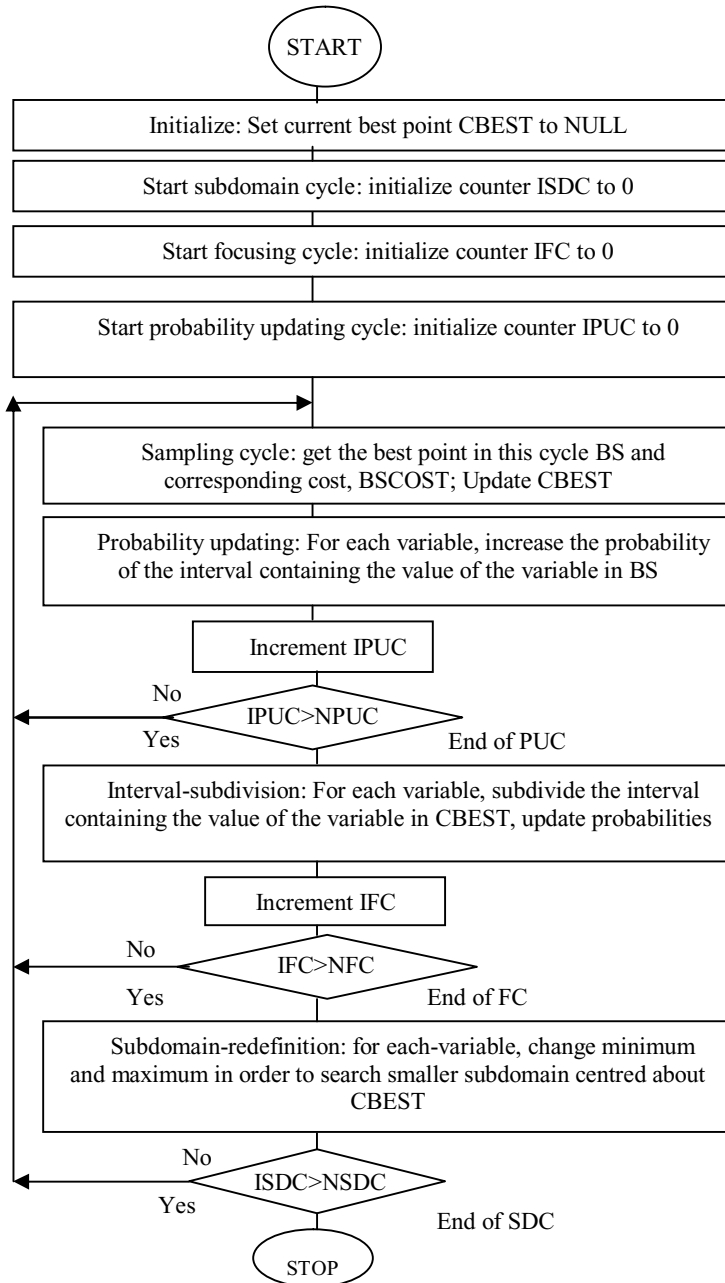 START
Initialize: Set current best point CBEST to NULL
Start subdomain cycle: initialize counter ISDC to 0
Start focusing cycle: initialize counter IFC to 0
Start probability updating cycle: initialize counter IPUC to 0
Sampling cycle: get the best point in this cycle BS and
corresponding cost, BSCOST; Update CBEST
Probability updating: For each variable, increase the probability
of the interval containing the value of the variable in BS
Increment IPUC
No
IPUC>NPUC
Yes
End of PUC
Interval-subdivision: For each variable, subdivide the interval
containing the value of the variable in CBEST, update probabilities
Increment IFC
No
IFC>NFC
Yes
End of FC
Subdomain-redefinition: for each-variable, change minimum
and maximum in order to search smaller subdomain centred about
CBEST
No
ISDC>NSDC
Yes
End of SDC
STOP